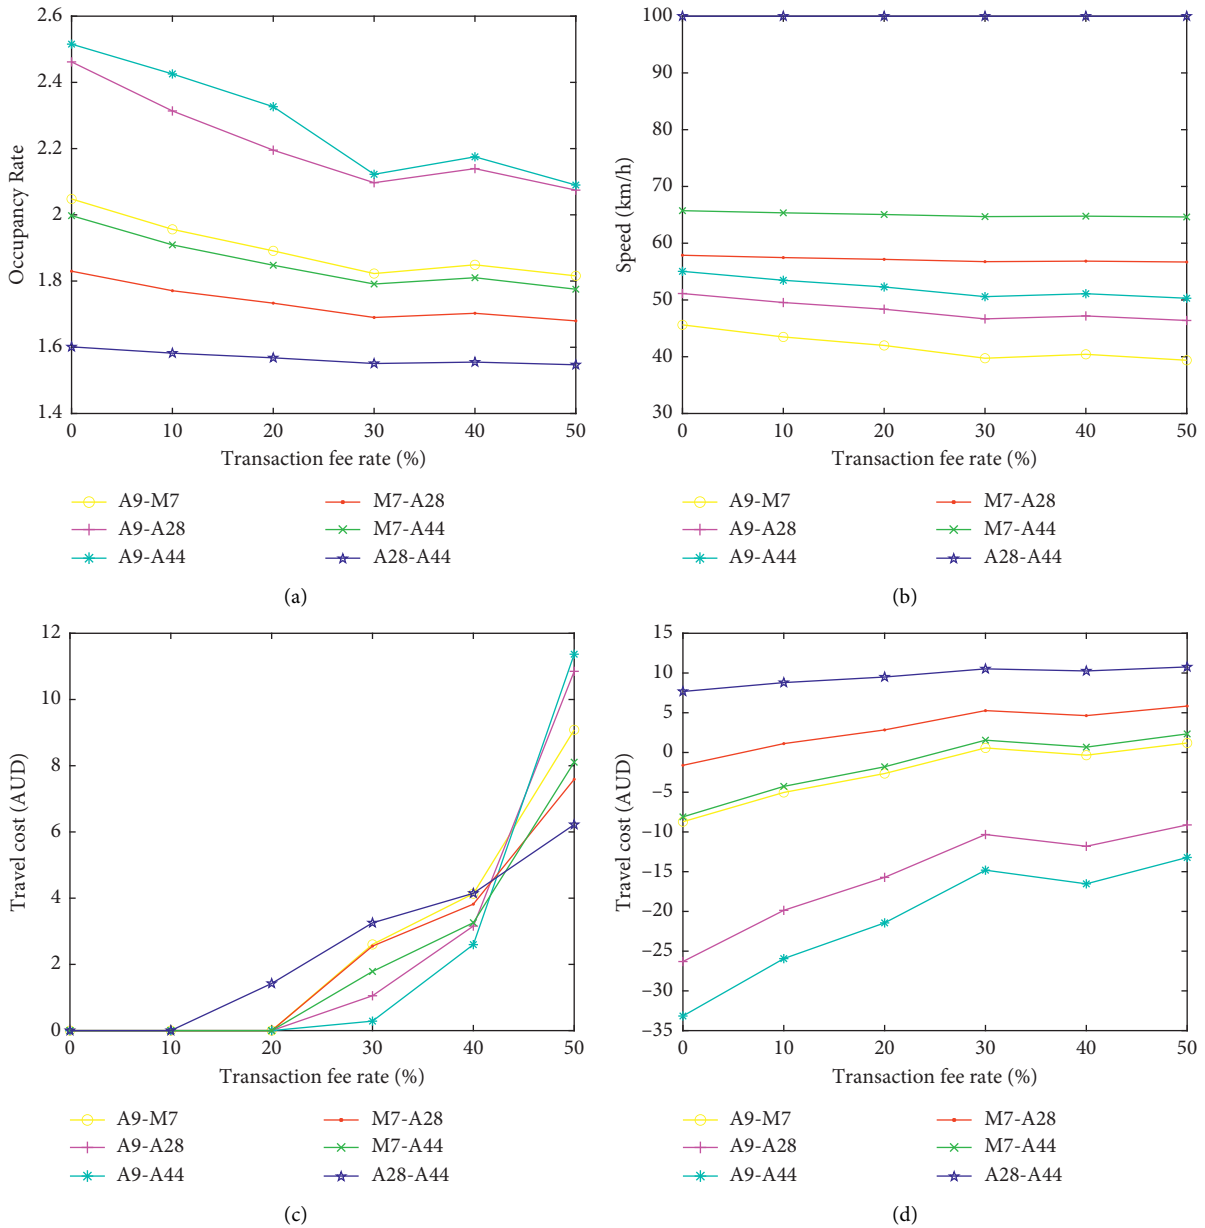 2.6
2.4
2.2
2
1.8
1.6
1.4
Occupancy Rate
0 10 20 30 40 50
Transaction fee rate (%)
A9-M7 M7-A28
A9-A28 M7-A44
A9-A44 A28-A44
(a)
100
100
90
80
70
60
50
40
30
Speed (km/h)
0 10 20 30 40 50
Transaction fee rate (%)
A9-M7 M7-A28
A9-A28 M7-A44
A9-A44 A28-A44
(b)
12
10
8
6
4
2
0
Travel cost (AUD)
0 10 20 30 40 50
Transaction fee rate (%)
A9-M7 M7-A28
A9-A28 M7-A44
A9-A44 A28-A44
(c)
15
10
5
0
−5
−10
−15
−20
−25
−30
−35
Travel cost (AUD)
0 10 20 30 40 50
Transaction fee rate (%)
A9-M7 M7-A28
A9-A28 M7-A44
A9-A44 A28-A44
(d)